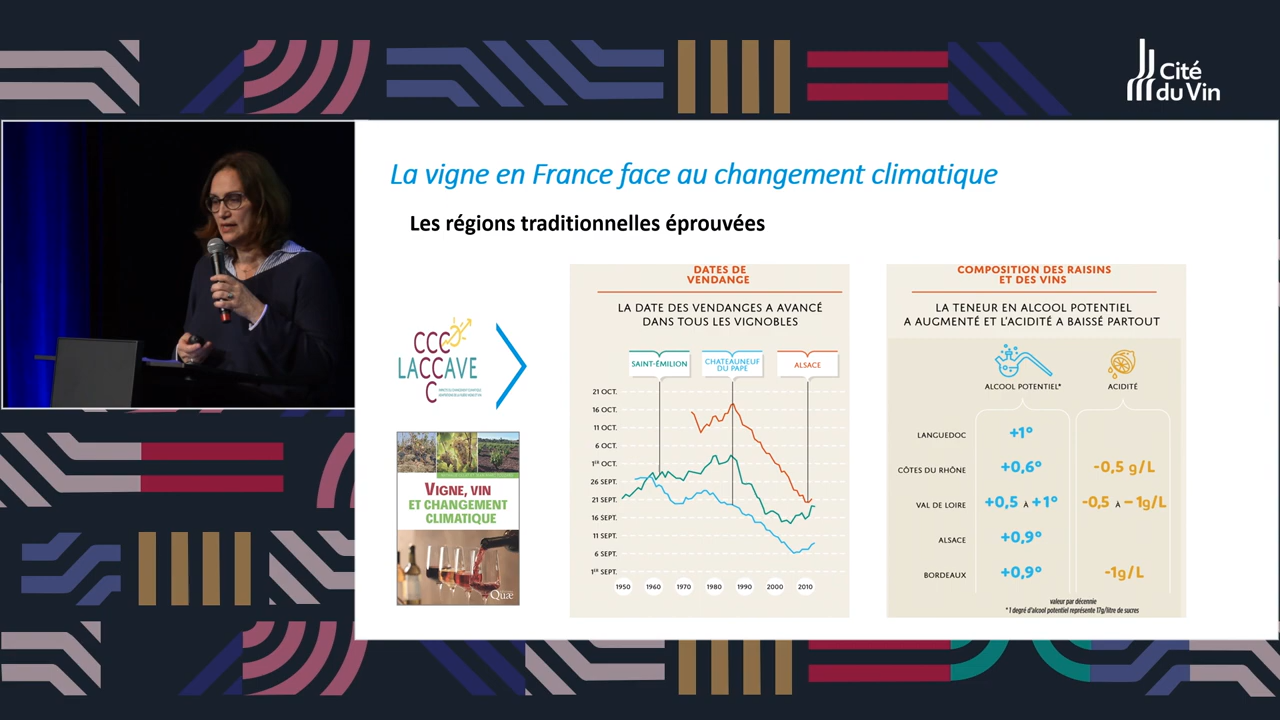 Cité
du Vin
La vigne en France face au changement climatique
Les régions traditionnelles éprouvées
CCC
LACCAVE
C
VIGNE, VIN
ET CHANGEMENT
CLIMATIQUE
Quæ
DATES DE
VENDANGE
LA DATE DES VENDANGES A AVANCÉ
DANS TOUS LES VIGNOBLES
SAINT-ÉMILION
CHATEAUNEUF
DU PAPE
ALSACE
21 OCT.
16 OCT.
11 OCT.
6 OCT.
1ER OCT.
26 SEPT.
21 SEPT.
16 SEPT.
11 SEPT.
6 SEPT.
1ER SEPT.
1950 1960 1970 1980 1990 2000 2010
COMPOSITION DES RAISINS
ET DES VINS
LA TENEUR EN ALCOOL POTENTIEL
A AUGMENTÉ ET L'ACIDITÉ A BAISSÉ PARTOUT
ALCOOL POTENTIEL* ACIDITÉ
LANGUEDOC +1°
CÔTES DU RHÔNE +0,6° -0,5 g/L
VAL DE LOIRE +0,5 À +1° -0,5 À – 1g/L
ALSACE +0,9°
BORDEAUX +0,9° -1g/L
valeur par décennie
* 1 degré d'alcool potentiel représente 17g/litre de sucres